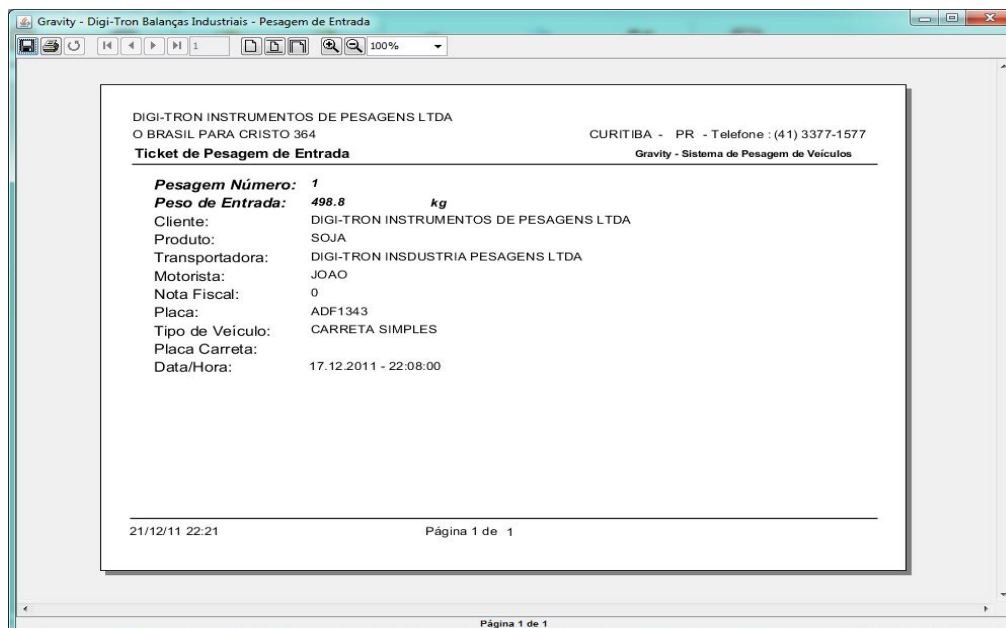 Gravity - Digi-Tron Balanças Industriais - Pesagem de Entrada
1 100%
DIGI-TRON INSTRUMENTOS DE PESAGENS LTDA
O BRASIL PARA CRISTO 364 CURITIBA - PR - Telefone : (41) 3377-1577
Ticket de Pesagem de Entrada Gravity - Sistema de Pesagem de Veículos
Pesagem Número: 1
Peso de Entrada: 498.8 kg
Cliente: DIGI-TRON INSTRUMENTOS DE PESAGENS LTDA
Produto: SOJA
Transportadora: DIGI-TRON INSDUSTRIA PESAGENS LTDA
Motorista: JOAO
Nota Fiscal: 0
Placa: ADF1343
Tipo de Veículo: CARRETA SIMPLES
Placa Carreta:
Data/Hora: 17.12.2011 - 22:08:00
21/12/11 22:21 Página 1 de 1
Página 1 de 1